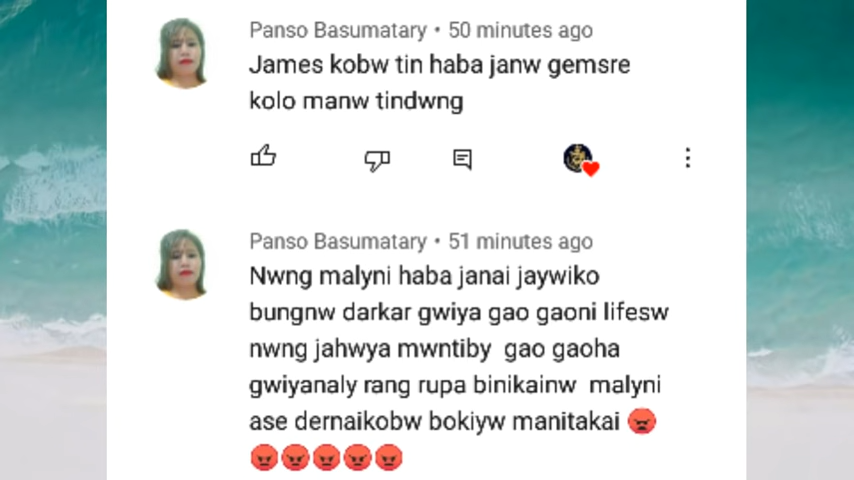 Panso Basumatary • 50 minutes ago
James kobw tin haba janw gemsre
kolo manw tindwng
Panso Basumatary • 51 minutes ago
Nwng malyni haba janai jaywiko
bungnw darkar gwiya gao gaoni lifesw
nwng jahwya mwntiby gao gaoha
gwiyanaly rang rupa binikainw malyni
ase dernaikobw bokiyw manitakai 😡
😡😡😡😡😡